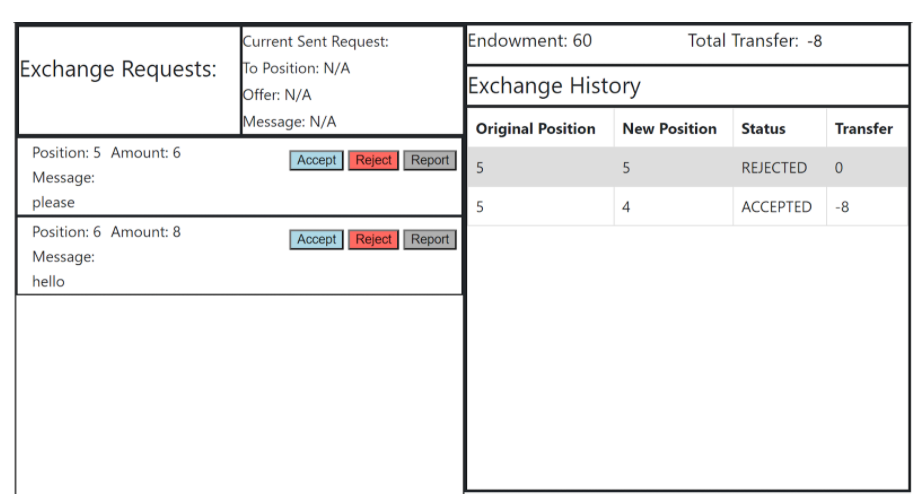 Exchange Requests:
Current Sent Request:
To Position: N/A
Offer: N/A
Message: N/A
Position: 5 Amount: 6
Accept Reject Report
Message:
please
Position: 6 Amount: 8
Accept Reject Report
Message:
hello
Endowment: 60 Total Transfer: -8
Exchange History
Original Position New Position Status Transfer
5 5 REJECTED 0
5 4 ACCEPTED -8